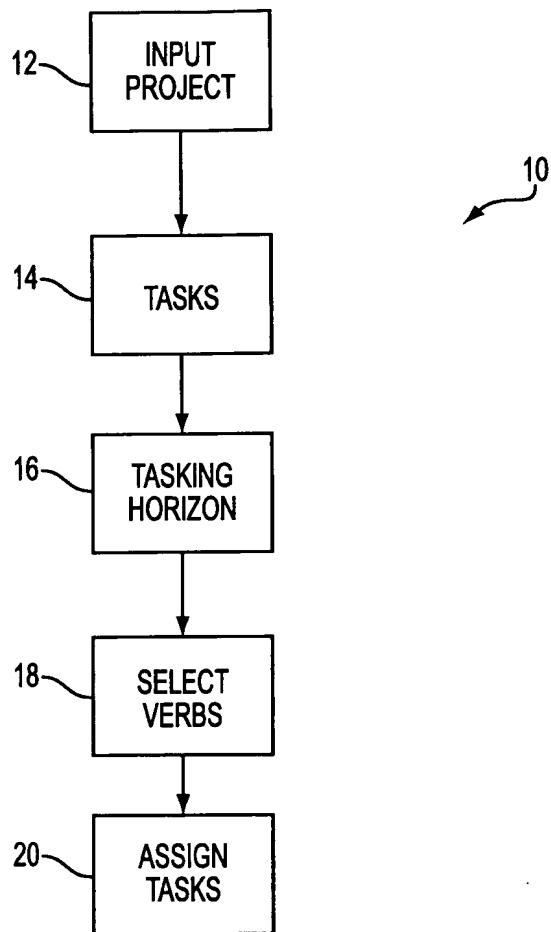 12
INPUT
PROJECT
10
14
TASKS
16
TASKING
HORIZON
18
SELECT
VERBS
20
ASSIGN
TASKS